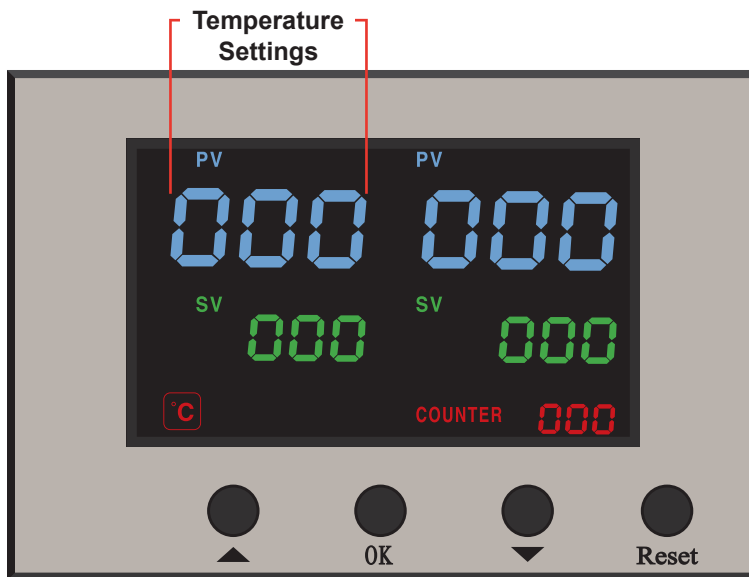 Temperature
Settings
PV PV
000 000
SV SV
000 000
°C COUNTER 000
OK Reset